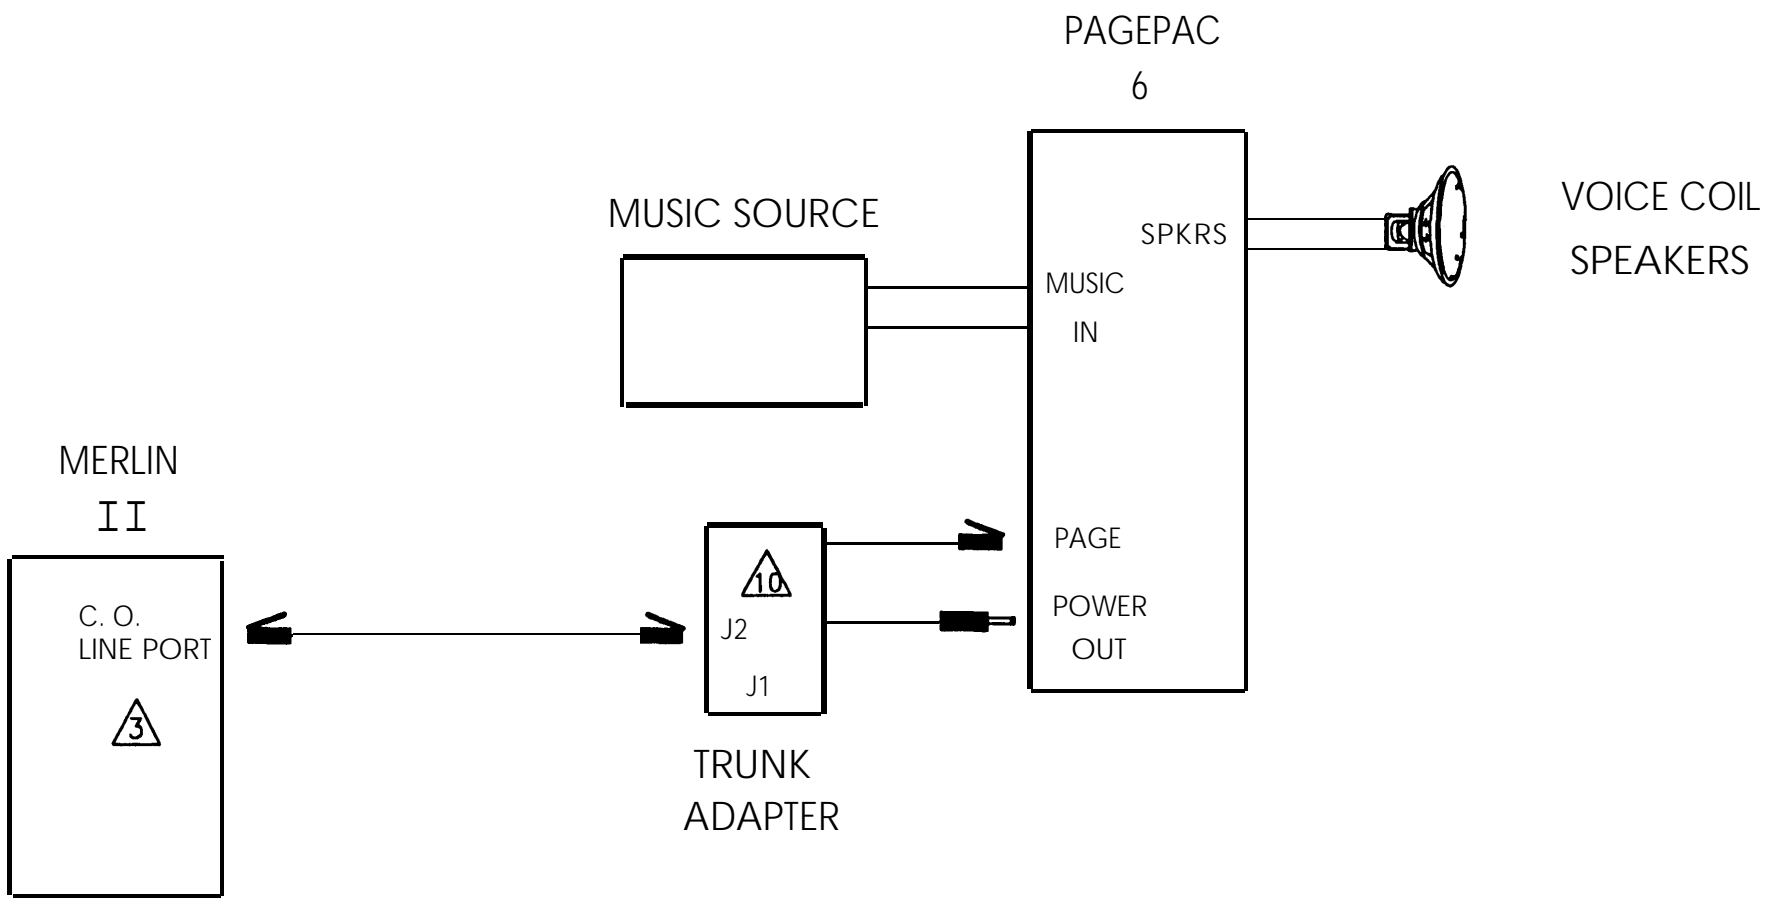 PAGEPAC
6
MUSIC SOURCE
SPKRS
VOICE COIL
SPEAKERS
MUSIC
IN
MERLIN
II
C. O.
LINE PORT
3
10
J2
J1
TRUNK
ADAPTER
PAGE
POWER
OUT